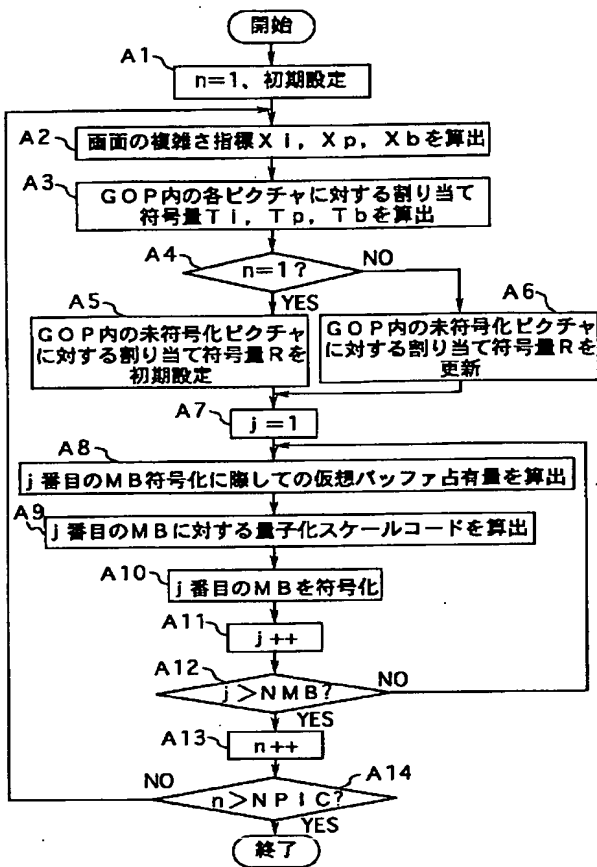 開始
A1
n=1、初期設定
A2
画面の複雑さ指標Xi, Xp, Xbを算出
A3
GOP内の各ピクチャに対する割り当て
符号量Ti, Tp, Tbを算出
A4
n=1?
NO
YES
A5
GOP内の未符号化ピクチャ
に対する割り当て符号量Rを
初期設定
A6
GOP内の未符号化ピクチャ
に対する割り当て符号量Rを
更新
A7
j=1
A8
j番目のMB符号化に際しての仮想バッファ占有量を算出
A9
j番目のMBに対する量子化スケールコードを算出
A10
j番目のMBを符号化
A11
j++
A12
j>NMB?
NO
YES
A13
n++
A14
NO
n>NPIC?
YES
終了